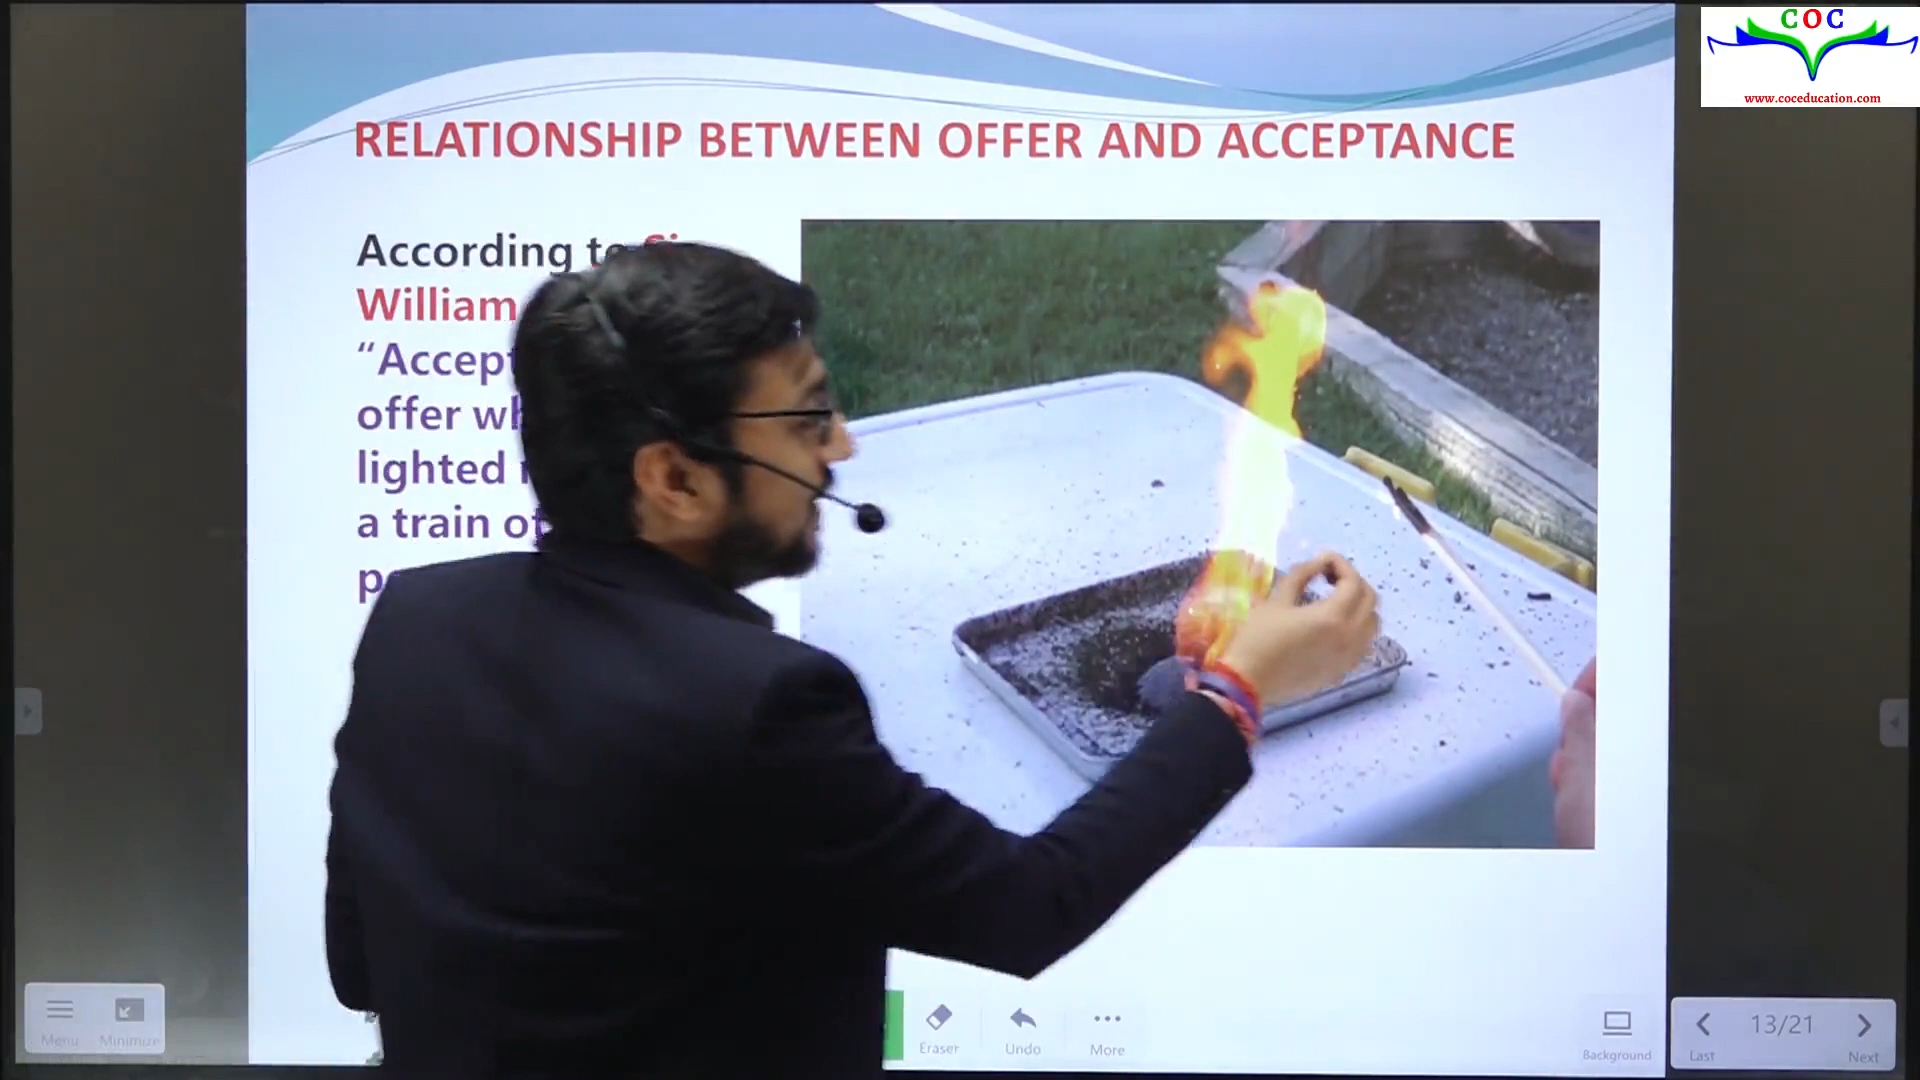 COC
www.coceducation.com
RELATIONSHIP BETWEEN OFFER AND ACCEPTANCE
According to
William
“Accept
offer wh
lighted
a train of
Menu
Minimize
Eraser
Undo
More
Background
13/21
Last
Next